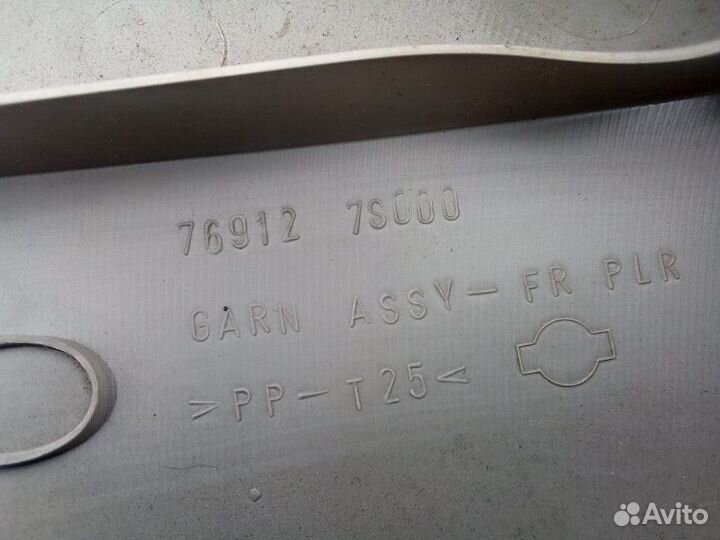 76912 7S000
GARN ASSY-FR PLR
>PP-T25<
Avito